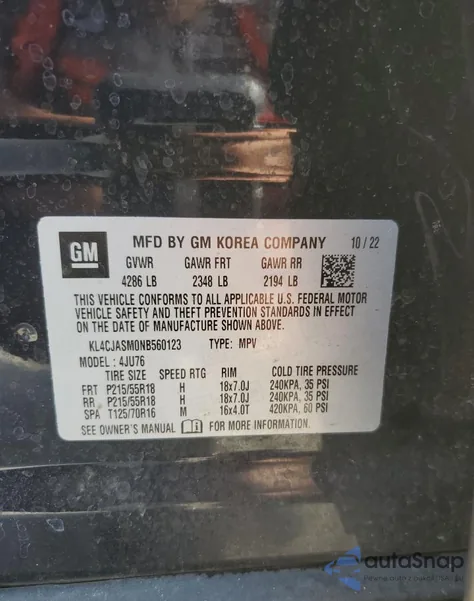 GM
MFD BY GM KOREA COMPANY 10/22
GVWR GAWR FRT GAWR RR
4286 LB 2348 LB 2194 LB
THIS VEHICLE CONFORMS TO ALL APPLICABLE U.S. FEDERAL MOTOR
VEHICLE SAFETY AND THEFT PREVENTION STANDARDS IN EFFECT ON
THE DATE OF MANUFACTURE SHOWN ABOVE.
KL4CJASM0NB560123 TYPE: MPV
MODEL: 4JU76
TIRE SIZE SPEED RTG RIM COLD TIRE PRESSURE
FRT P215/55R18 H 18x7.0J 240KPA, 35 PSI
RR P215/55R18 H 18x7.0J 240KPA, 35 PSI
SPA T125/70R16 M 16x4.0T 420KPA, 60 PSI
SEE OWNER'S MANUAL FOR MORE INFORMATION.
autaSnap